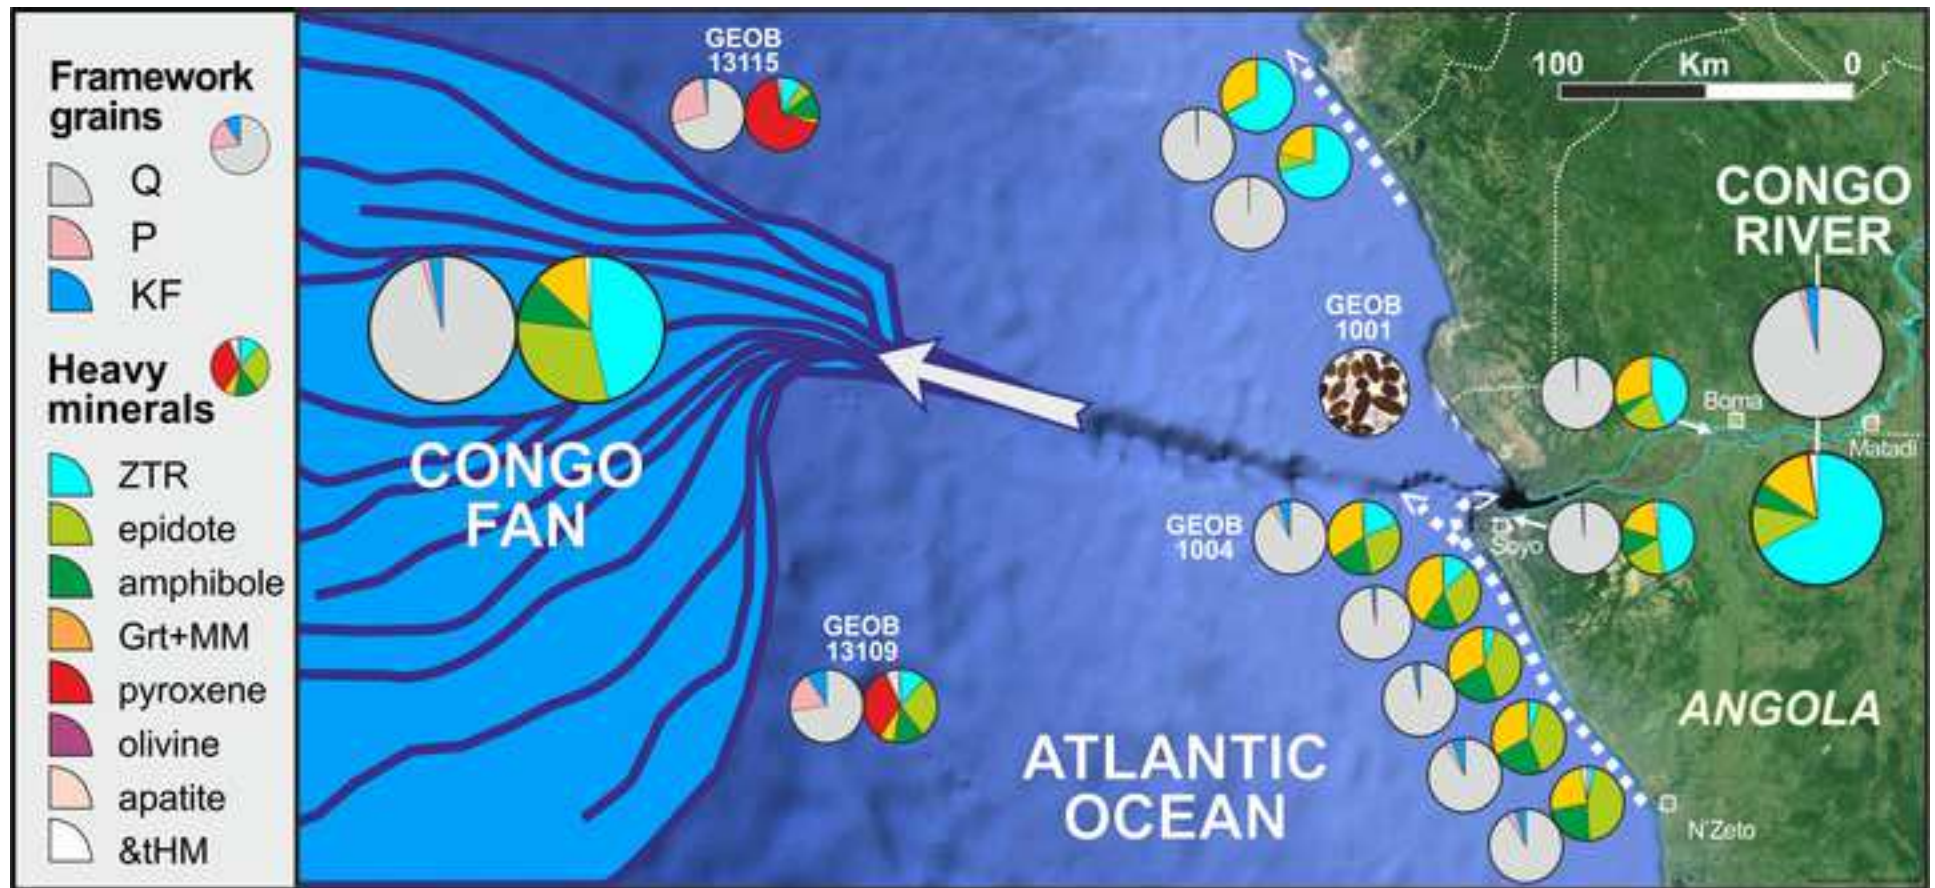 Framework
grains
Q
P
KF
Heavy
minerals
ZTR
epidote
amphibole
Grt+MM
pyroxene
olivine
apatite
&tHM
GEOB
13115
100 Km 0
CONGO
RIVER
GEOB
1001
Boma
Matadi
CONGO
FAN
GEOB
1004
Soyo
GEOB
13109
ANGOLA
ATLANTIC
OCEAN
N'Zeto